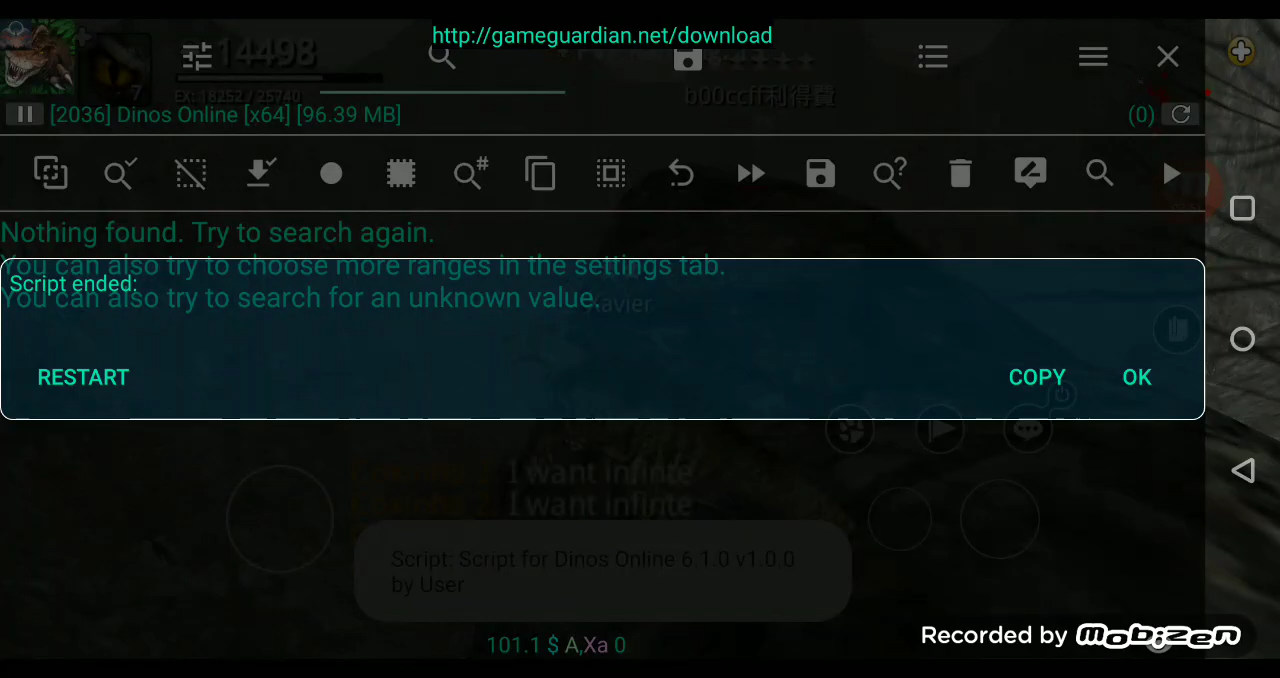 http://gameguardian.net/download
14498
7
EX: 18252 / 25740
b00ccff利得費
[2036] Dinos Online [x64] [96.39 MB]
(0)
Nothing found. Try to search again.
You can also try to choose more ranges in the settings tab.
Script ended:
You can also try to search for an unknown value.
xavier
RESTART
COPY
OK
I want infinte
I want infinte
Script: Script for Dinos Online 6.1.0 v1.0.0
by User
101.1 $ A,Xa 0
Recorded by mobizen